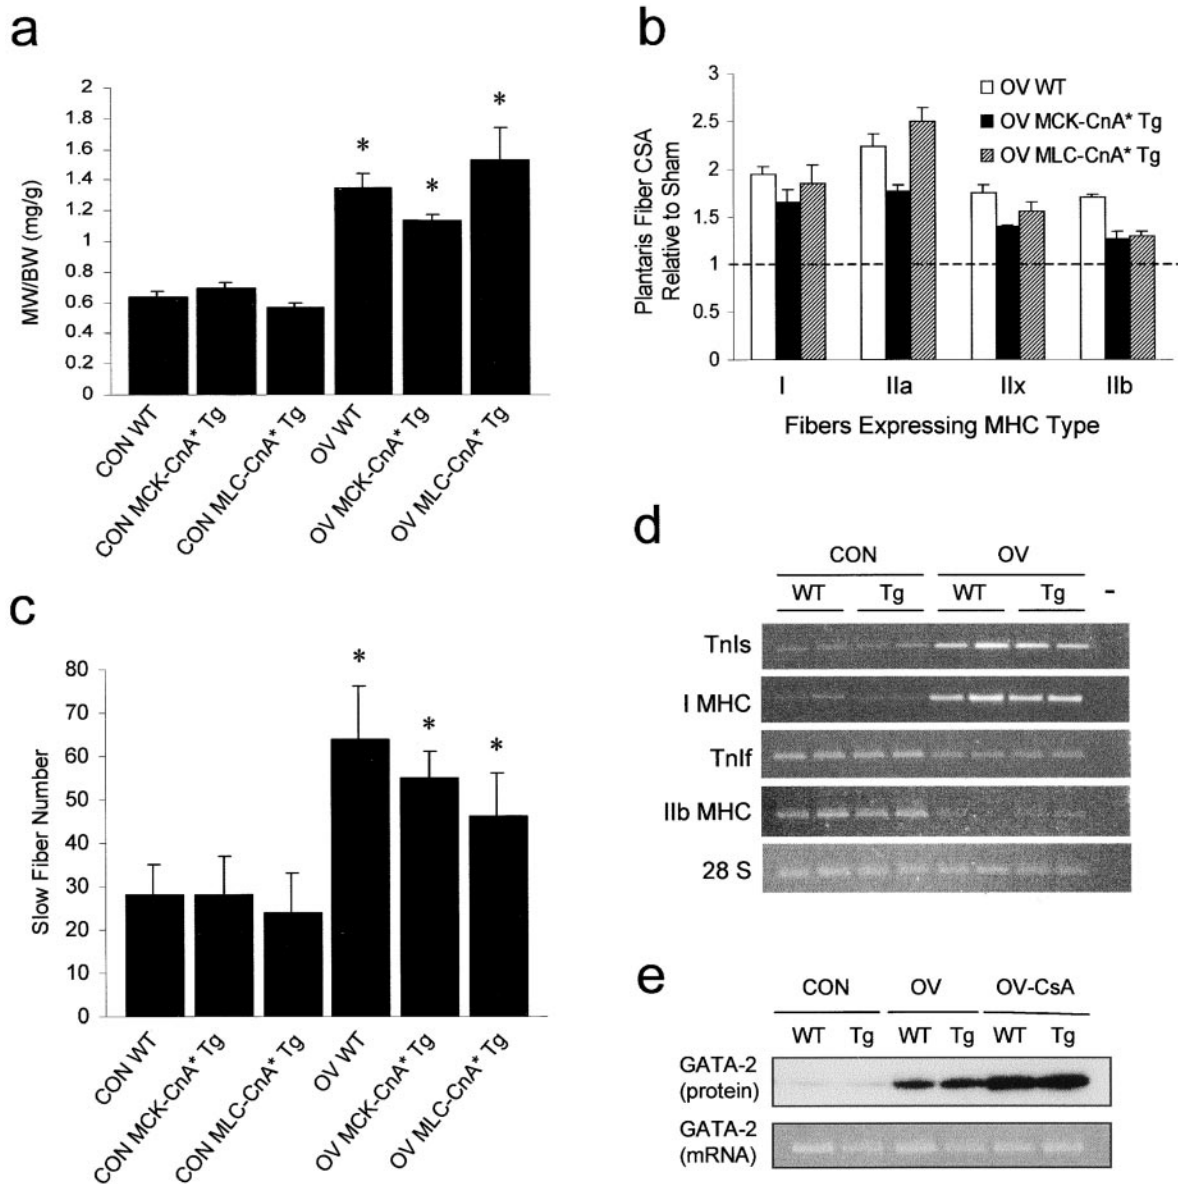 a
2
1.8
1.6
1.4
1.2
1
0.8
0.6
0.4
0.2
0
MW/BW (mg/g)
*
*
*
CON WT
CON MCK-CnA* Tg
CON MLC-CnA* Tg
OV WT
OV MCK-CnA* Tg
OV MLC-CnA* Tg
b
3
2.5
2
1.5
1
0.5
0
Plantaris Fiber CSA
Relative to Sham
OV WT
OV MCK-CnA* Tg
OV MLC-CnA* Tg
I IIa IIx IIb
Fibers Expressing MHC Type
c
80
70
60
50
40
30
20
10
0
Slow Fiber Number
*
*
*
CON WT
CON MCK-CnA* Tg
CON MLC-CnA* Tg
OV WT
OV MCK-CnA* Tg
OV MLC-CnA* Tg
d
CON OV
WT Tg WT Tg -
TnIs
I MHC
TnIf
IIb MHC
28 S
e
CON OV OV-CsA
WT Tg WT Tg WT Tg
GATA-2
(protein)
GATA-2
(mRNA)